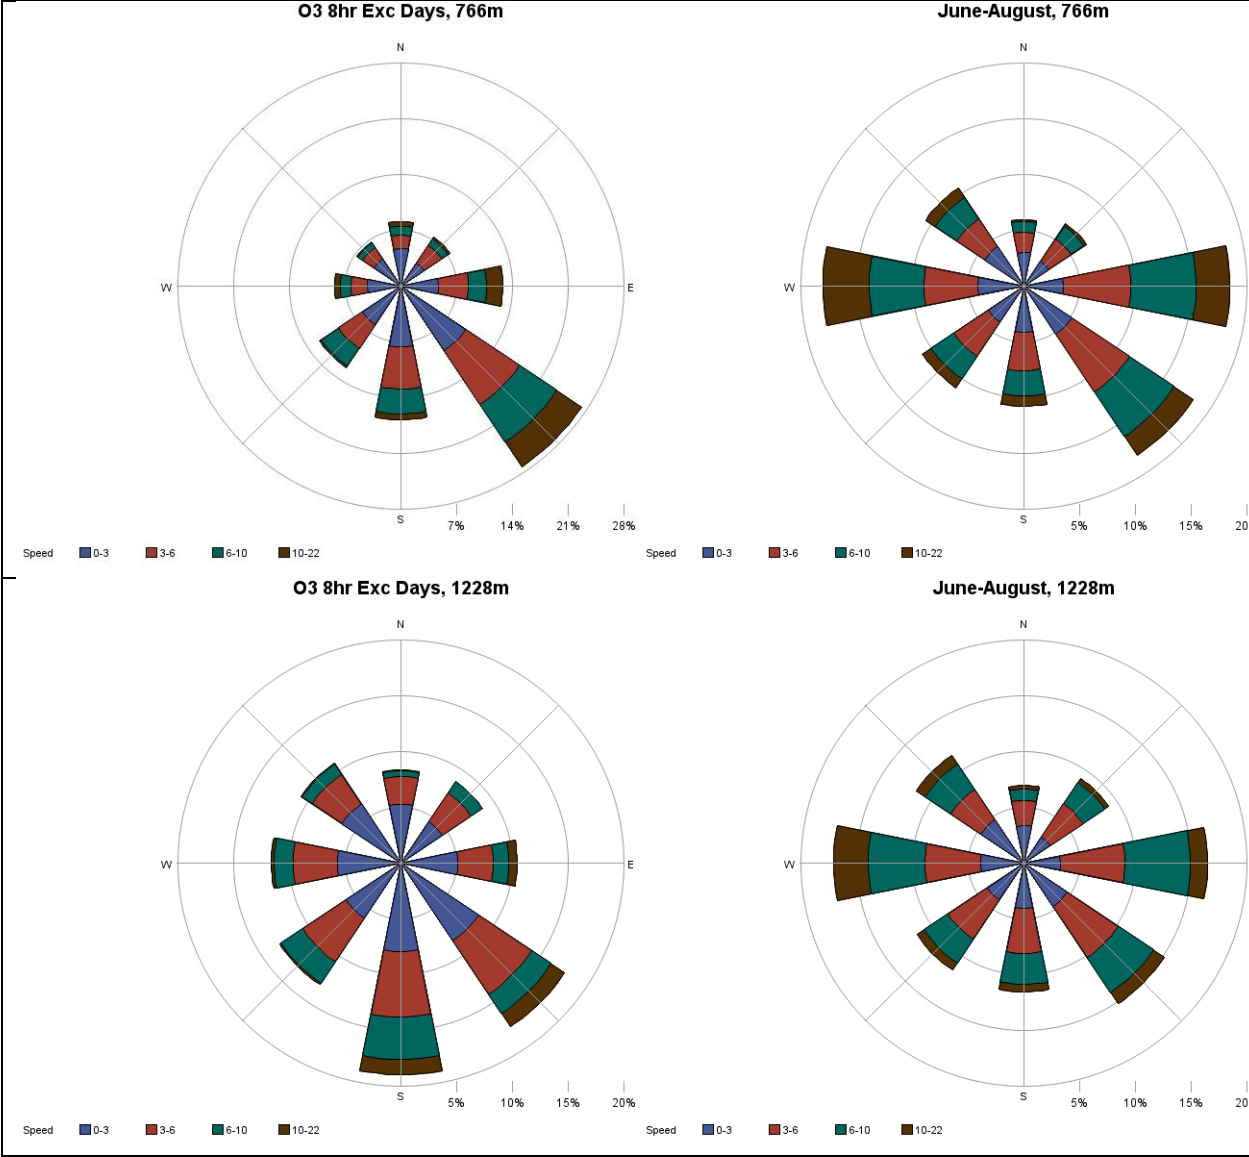 O3 8hr Exc Days, 766m
N
W
E
S
7% 14% 21% 28%
Speed 0-3 3-6 6-10 10-22
June-August, 766m
N
W
S
5% 10% 15% 20
Speed 0-3 3-6 6-10 10-22
O3 8hr Exc Days, 1228m
N
W
E
S
5% 10% 15% 20%
Speed 0-3 3-6 6-10 10-22
June-August, 1228m
N
W
S
5% 10% 15% 20
Speed 0-3 3-6 6-10 10-22